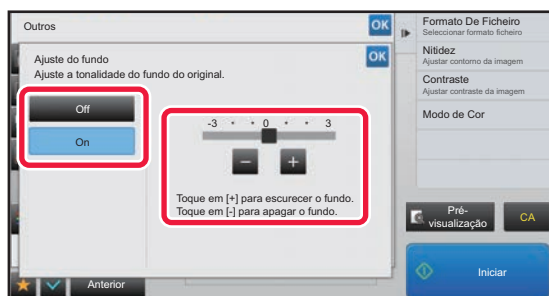 Outros
OK
Ajuste do fundo
Ajuste a tonalidade do fundo do original.
OK
Off
On
-3 0 3
- +
Toque em [+] para escurecer o fundo.
Toque em [-] para apagar o fundo.
Anterior
Formato De Ficheiro
Seleccionar formato ficheiro
Nitidez
Ajustar contorno da imagem
Contraste
Ajustar contraste da imagem
Modo de Cor
Pré-
visualização
CA
Iniciar